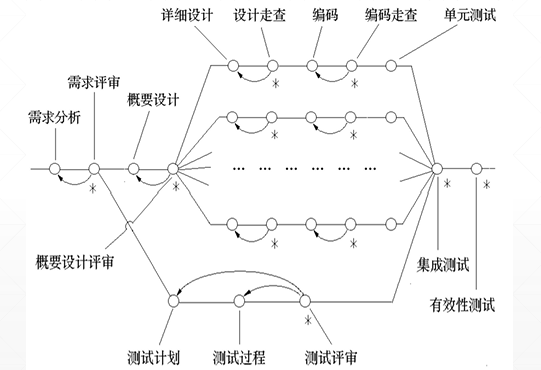 详细设计
设计走查
编码
编码走查
单元测试
需求评审
概要设计
需求分析
*
*
*
*
*
*
... ... ... ... ... ...
*
*
*
*
概要设计评审
*
*
集成测试
有效性测试
*
测试计划
测试过程
测试评审